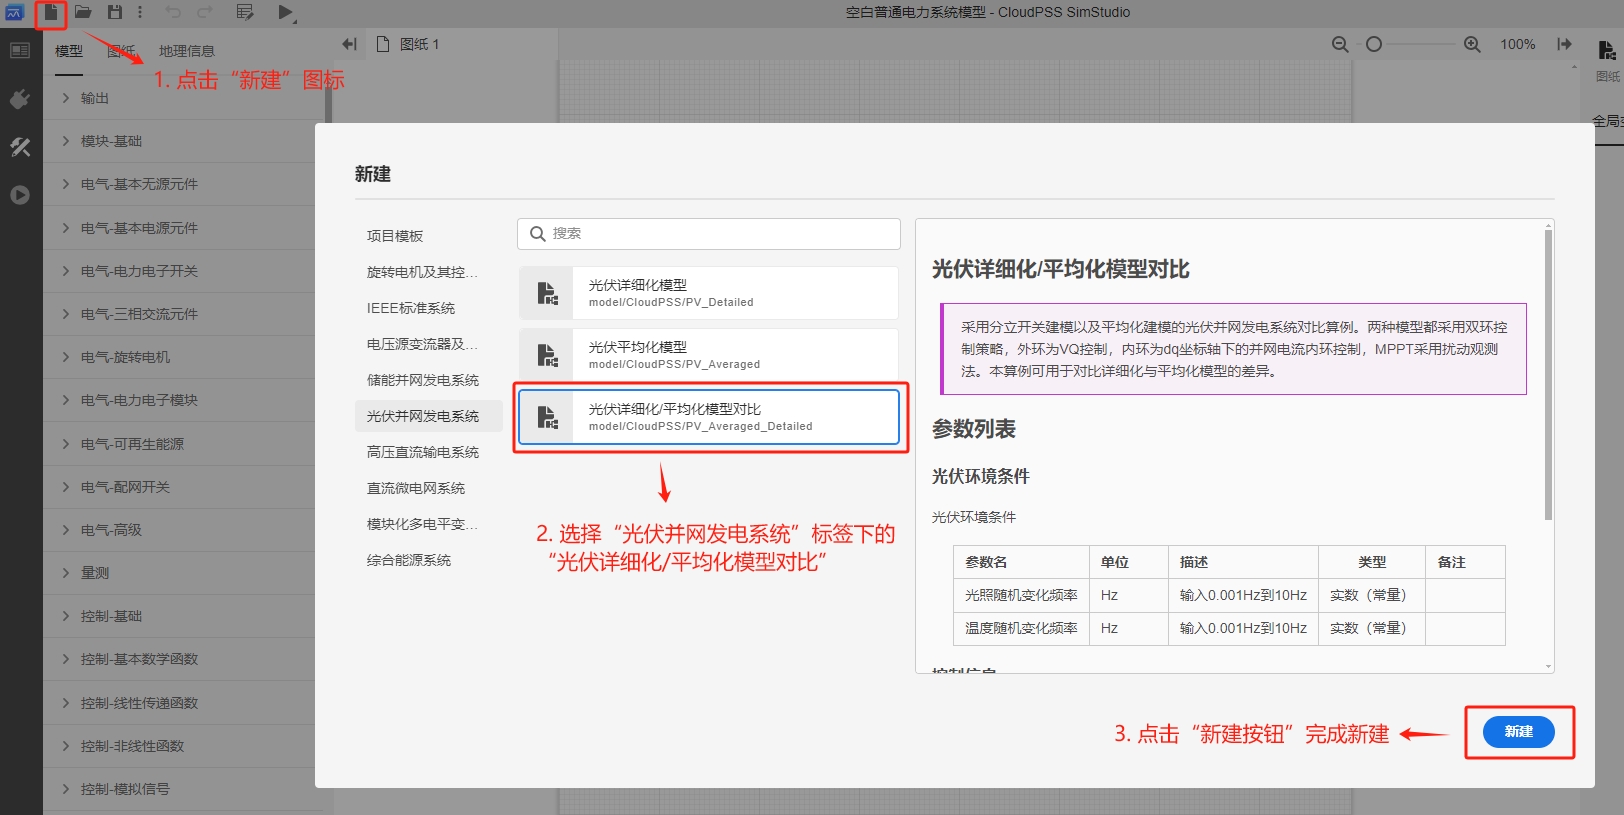 空白普通电力系统模型 - CloudPSS SimStudio
模型
图纸
地理信息
图纸 1
100%
图纸
1. 点击“新建”图标
输出
模块-基础
电气-基本无源元件
电气-基本电源元件
电气-电力电子开关
电气-三相交流元件
电气-旋转电机
电气-电力电子模块
电气-可再生能源
电气-配网开关
电气-高级
量测
控制-基础
控制-基本数学函数
控制-线性传递函数
控制-非线性函数
控制-模拟信号
新建
项目模板
旋转电机及其控...
IEEE标准系统
电压源变流器及...
储能并网发电系统
光伏并网发电系统
高压直流输电系统
直流微电网系统
模块化多电平变...
综合能源系统
搜索
光伏详细化模型
model/CloudPSS/PV_Detailed
光伏平均化模型
model/CloudPSS/PV_Averaged
光伏详细化/平均化模型对比
model/CloudPSS/PV_Averaged_Detailed
2. 选择“光伏并网发电系统”标签下的
“光伏详细化/平均化模型对比”
光伏详细化/平均化模型对比
采用分立开关建模以及平均化建模的光伏并网发电系统对比算例。两种模型都采用双环控
制策略，外环为VQ控制，内环为dq坐标轴下的并网电流内环控制，MPPT采用扰动观测
法。本算例可用于对比详细化与平均化模型的差异。
参数列表
光伏环境条件
光伏环境条件
参数名 单位 描述 类型 备注
光照随机变化频率 Hz 输入0.001Hz到10Hz 实数（常量）
温度随机变化频率 Hz 输入0.001Hz到10Hz 实数（常量）
3. 点击“新建按钮”完成新建
新建